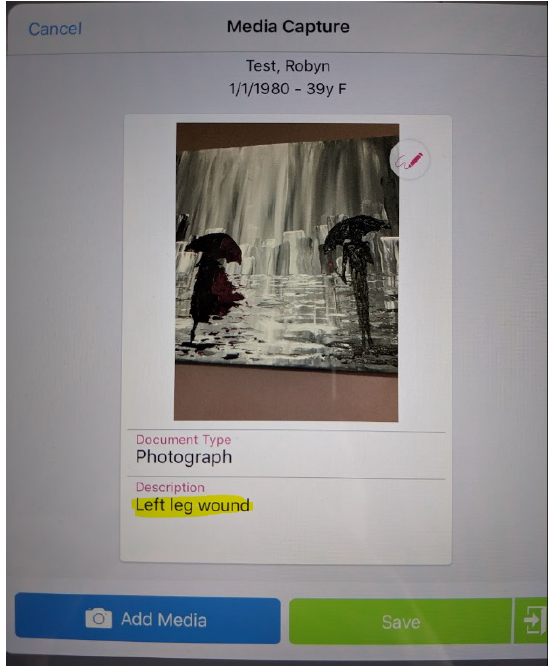 Cancel
Media Capture
Test, Robyn
1/1/1980 - 39y F
Document Type
Photograph
Description
Left leg wound
Add Media
Save